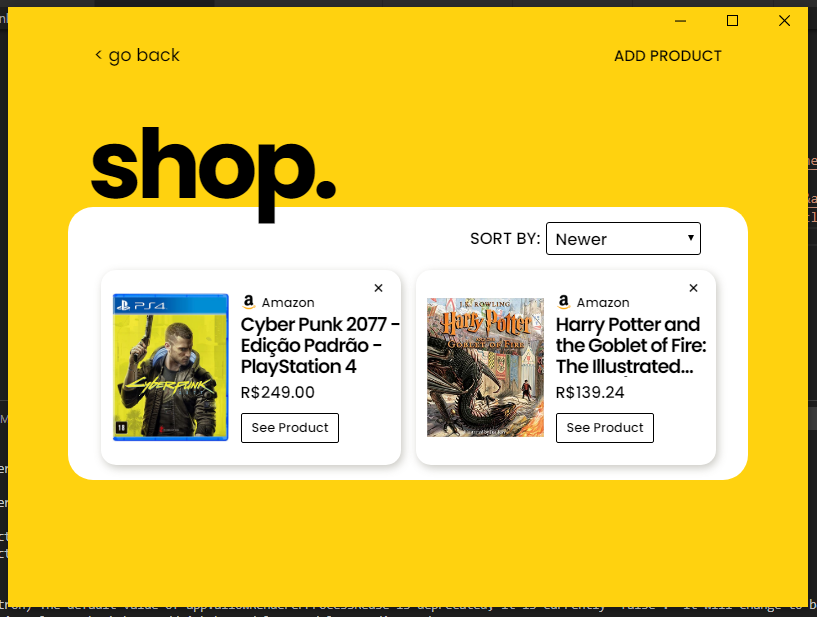 < go back
ADD PRODUCT
shop.
SORT BY: Newer
PS4
CYBERPUNK
18
Amazon
Cyber Punk 2077 -
Edição Padrão -
PlayStation 4
R$249.00
See Product
J.K. ROWLING
Harry Potter
GOBLET OF FIRE
Amazon
Harry Potter and
the Goblet of Fire:
The Illustrated...
R$139.24
See Product